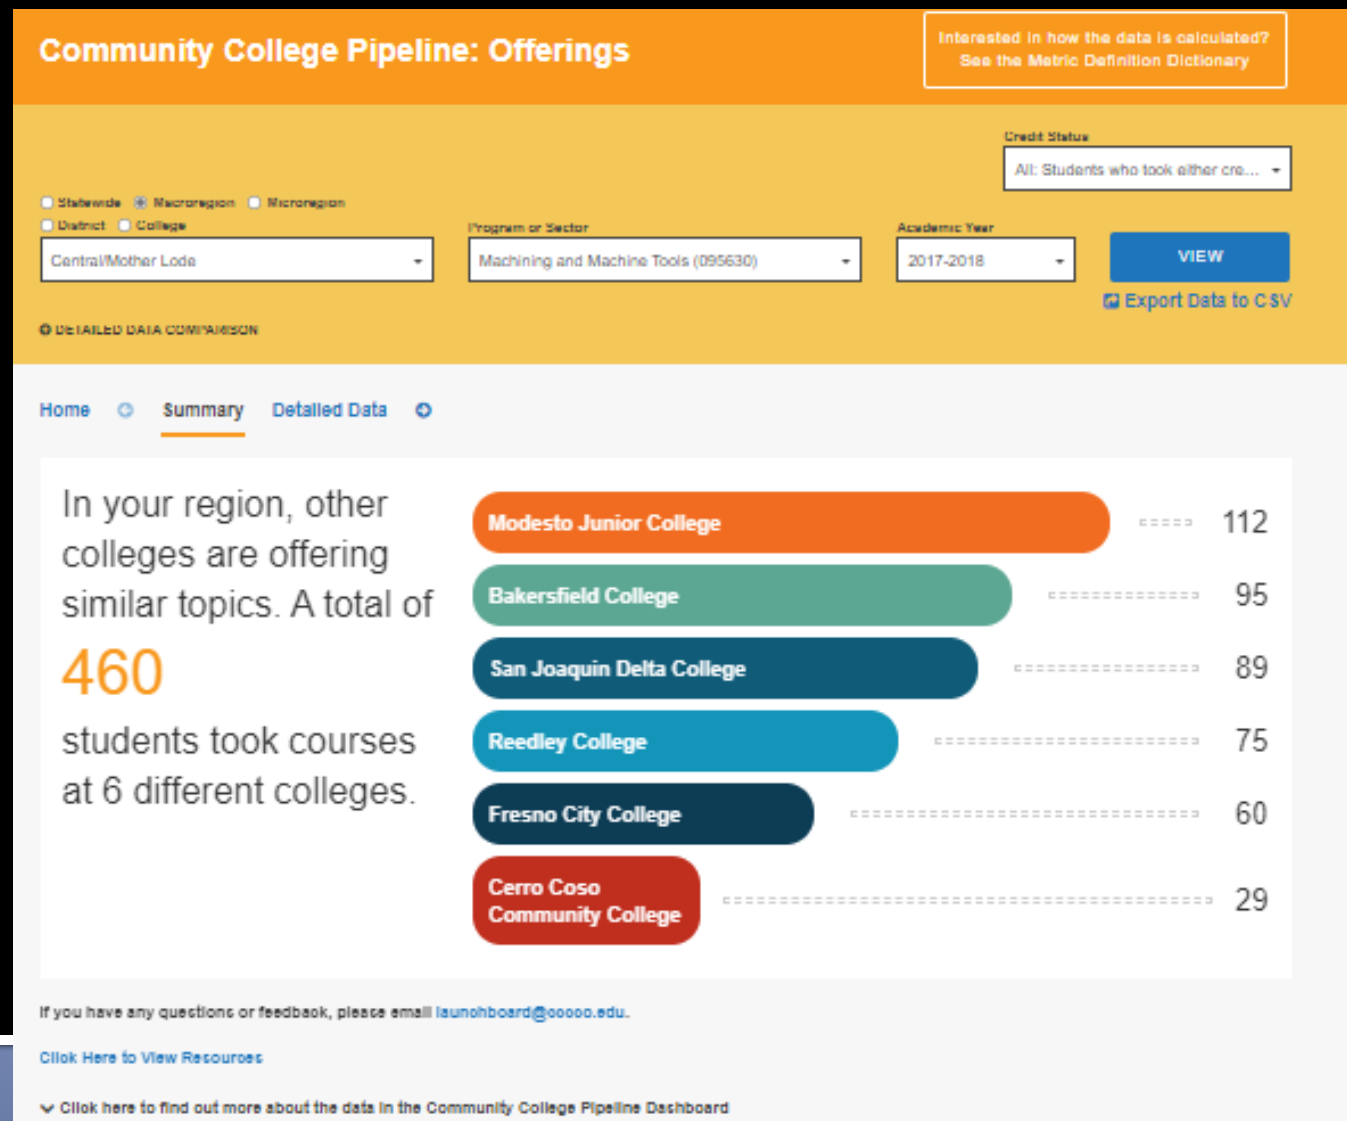 Community College Pipeline: Offerings
Interested in how the data is calculated?
See the Metric Definition Dictionary
Credit Status
All: Students who took either cre...
Statewide Macroregion Microregion
District College
Central/Mother Lode
Program or Sector
Machining and Machine Tools (095630)
Academic Year
2017-2018
VIEW
Export Data to CSV
DETAILED DATA COMPARISON
Home Summary Detailed Data
In your region, other
colleges are offering
similar topics. A total of
460
students took courses
at 6 different colleges.
Modesto Junior College 112
Bakersfield College 95
San Joaquin Delta College 89
Reedley College 75
Fresno City College 60
Cerro Coso
Community College 29
If you have any questions or feedback, please email launchboard@cccco.edu.
Click Here to View Resources
Click here to find out more about the data in the Community College Pipeline Dashboard